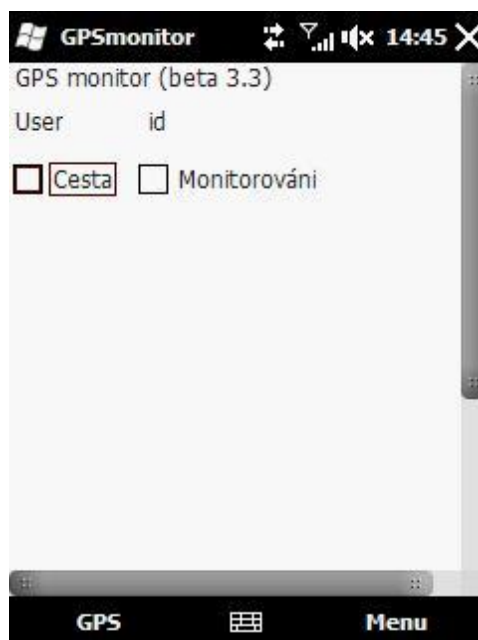 GPSmonitor 14:45
GPS monitor (beta 3.3)
User id
Cesta Monitorováni
GPS Menu